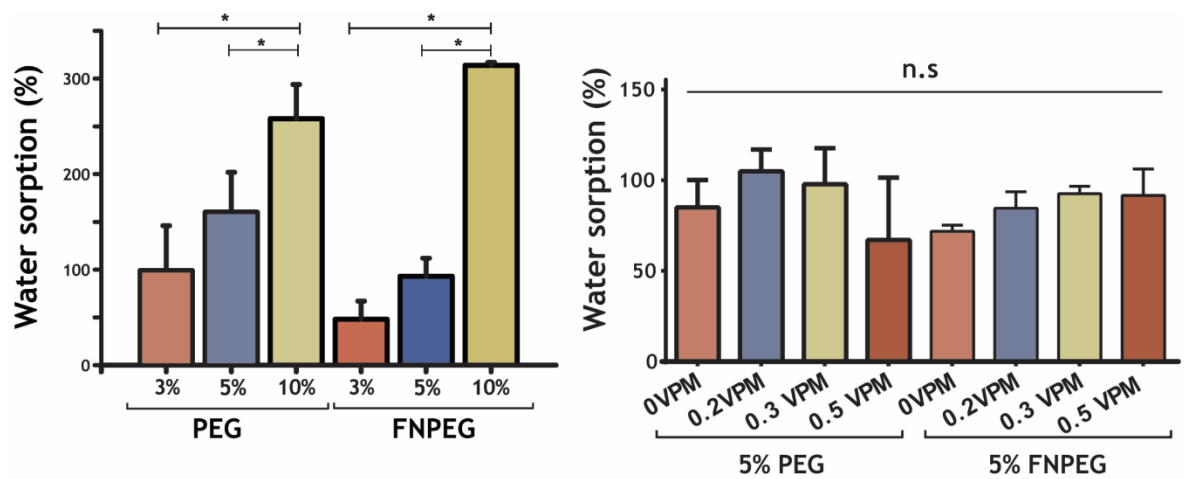 * *
* *
Water sorption (%)
300
200
100
0
3% 5% 10% 3% 5% 10%
PEG FNPEG
n.s
Water sorption (%)
150
100
50
0
0VPM 0.2VPM 0.3 VPM 0.5 VPM 0VPM 0.2VPM 0.3 VPM 0.5 VPM
5% PEG 5% FNPEG